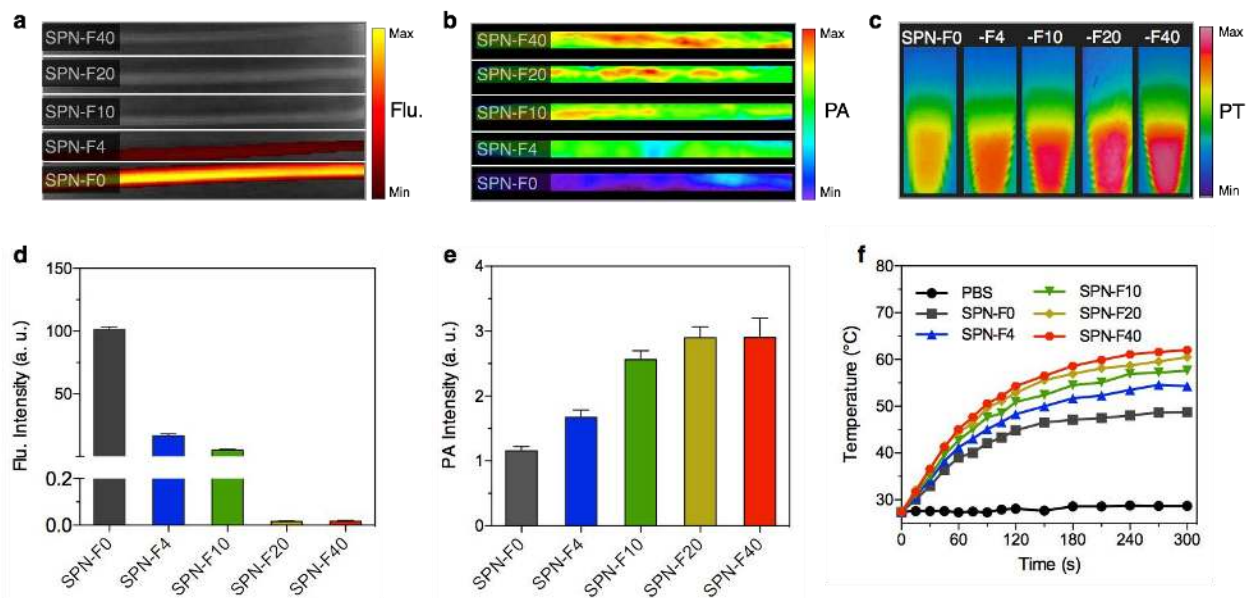 a
SPN-F40
SPN-F20
SPN-F10
SPN-F4
SPN-F0
Max
Flu.
Min
b
SPN-F40
SPN-F20
SPN-F10
SPN-F4
SPN-F0
Max
PA
Min
c
SPN-F0 -F4 -F10 -F20 -F40
Max
PT
Min
d
Flu. Intensity (a. u.)
150
100
50
0.2
0.0
SPN-F0 SPN-F4 SPN-F10 SPN-F20 SPN-F40
e
PA Intensity (a. u.)
4
3
2
1
0
SPN-F0 SPN-F4 SPN-F10 SPN-F20 SPN-F40
f
Temperature (°C)
80
70
60
50
40
30
PBS
SPN-F0
SPN-F4
SPN-F10
SPN-F20
SPN-F40
0 60 120 180 240 300
Time (s)